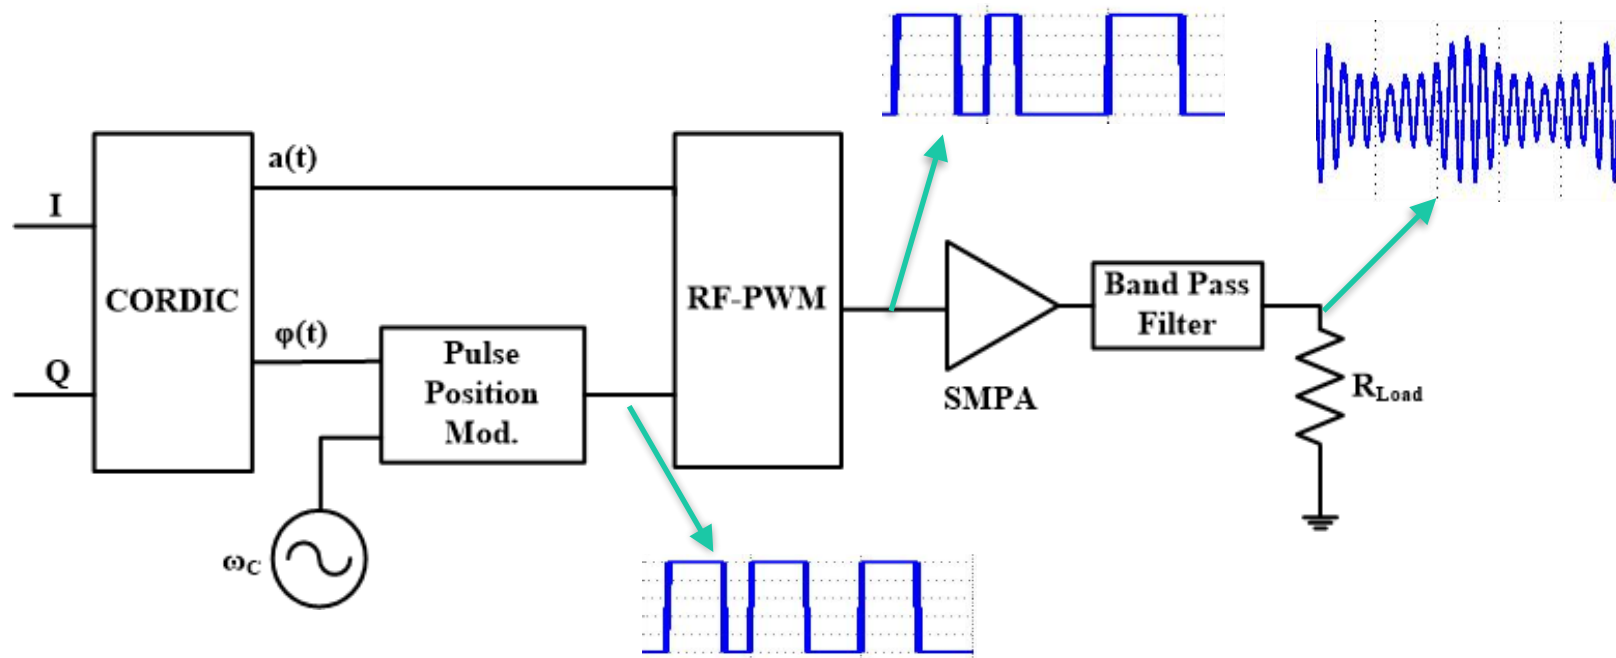 I
Q
CORDIC
a(t)
φ(t)
Pulse
Position
Mod.
ωC
RF-PWM
SMPA
Band Pass
Filter
RLoad